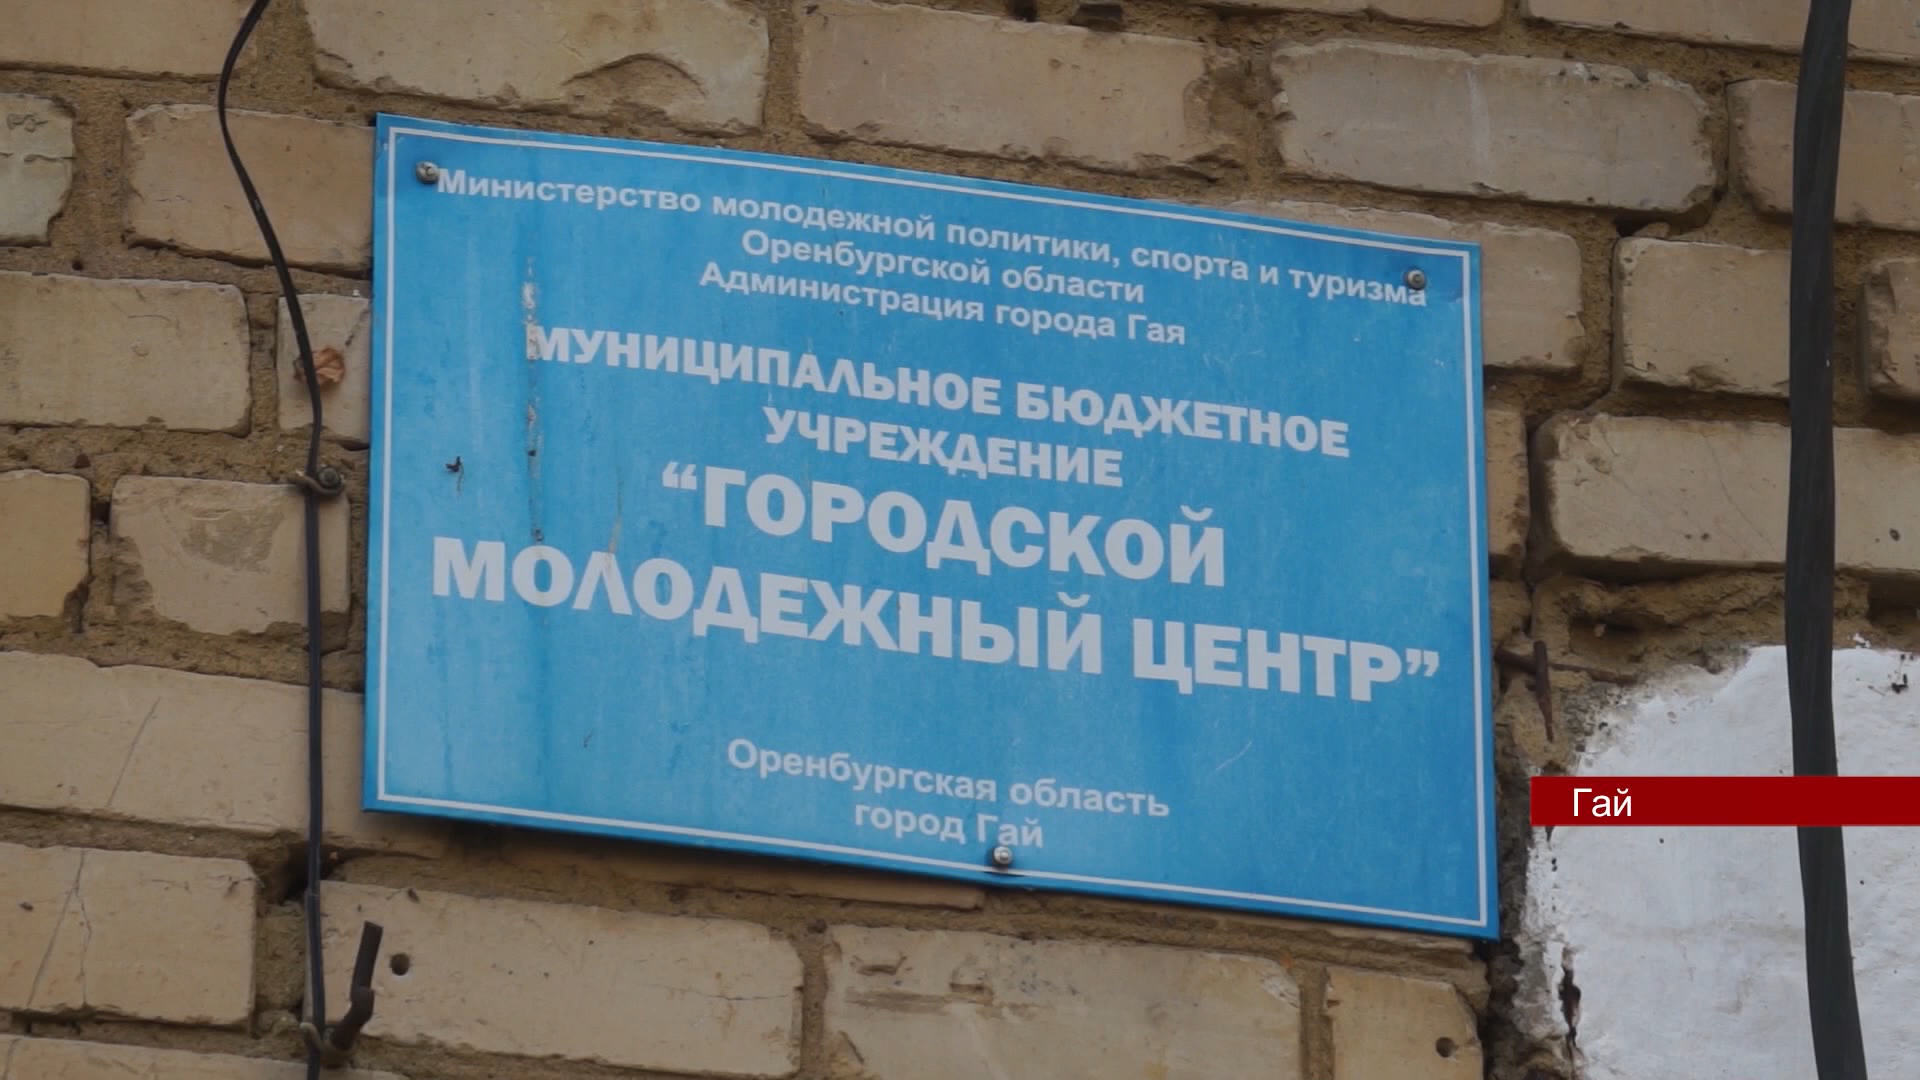 Министерство молодежной политики, спорта и туризма
Оренбургской области
Администрация города Гая
МУНИЦИПАЛЬНОЕ БЮДЖЕТНОЕ
УЧРЕЖДЕНИЕ
“ГОРОДСКОЙ
МОЛОДЕЖНЫЙ ЦЕНТР”
Оренбургская область
город Гай
Гай